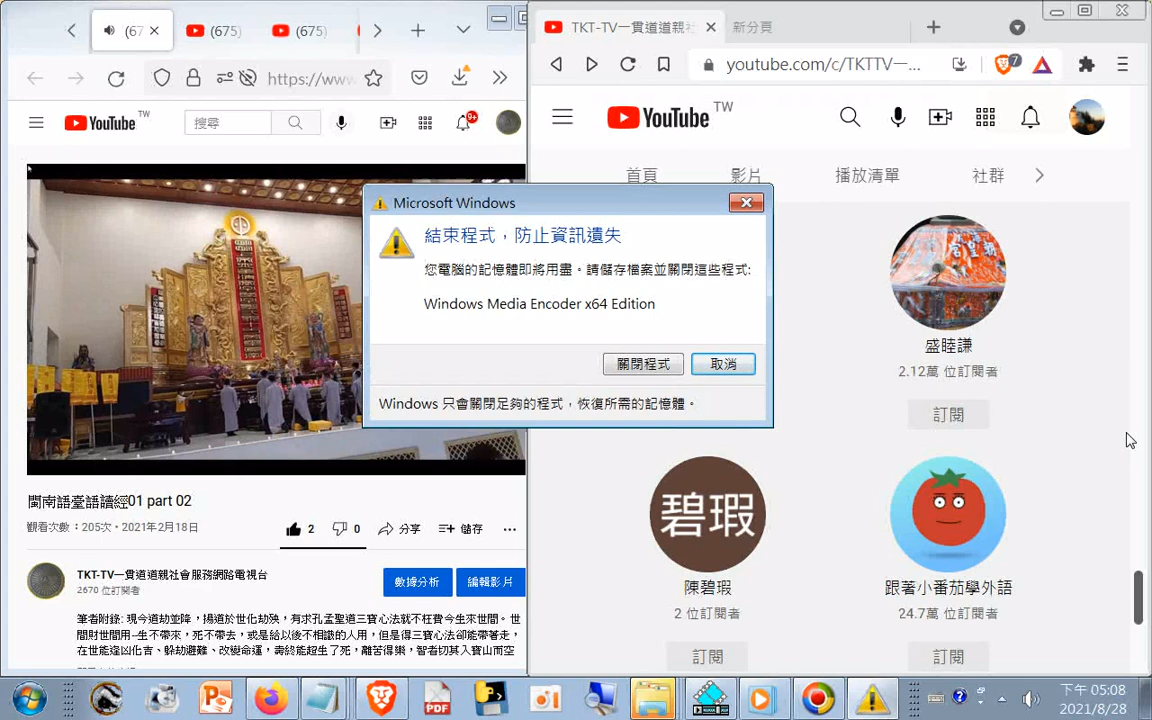 (67
(675)
(675)
https://www
YouTube TW
搜尋
9+
閩南語臺語讀經01 part 02
觀看次數：205次・2021年2月18日
2
0
分享
儲存
TKT-TV一貫道道親社會服務網路電視台
2670 位訂閱者
數據分析
編輯影片
筆者附錄: 現今道劫並降，揚道於世化劫殃，有求孔孟聖道三寶心法就不枉費今生來世間。世
間財世間用─生不帶來，死不帶去，或是給以後不相識的人用，但是得三寶心法卻能帶著走，
在世能逢凶化吉、躲劫避難、改變命運，壽終能超生了死，離苦得樂，智者切莫入寶山而空
TKT-TV一貫道道親社
新分頁
youtube.com/c/TKTTV一...
7
YouTube TW
首頁
影片
播放清單
社群
盛睦謙
2.12萬 位訂閱者
訂閱
碧瑕
陳碧瑕
2 位訂閱者
訂閱
跟著小番茄學外語
24.7萬 位訂閱者
訂閱
Microsoft Windows
結束程式，防止資訊遺失
您電腦的記憶體即將用盡。請儲存檔案並關閉這些程式:
Windows Media Encoder x64 Edition
關閉程式
取消
Windows 只會關閉足夠的程式，恢復所需的記憶體。
PDF
下午 05:08
2021/8/28